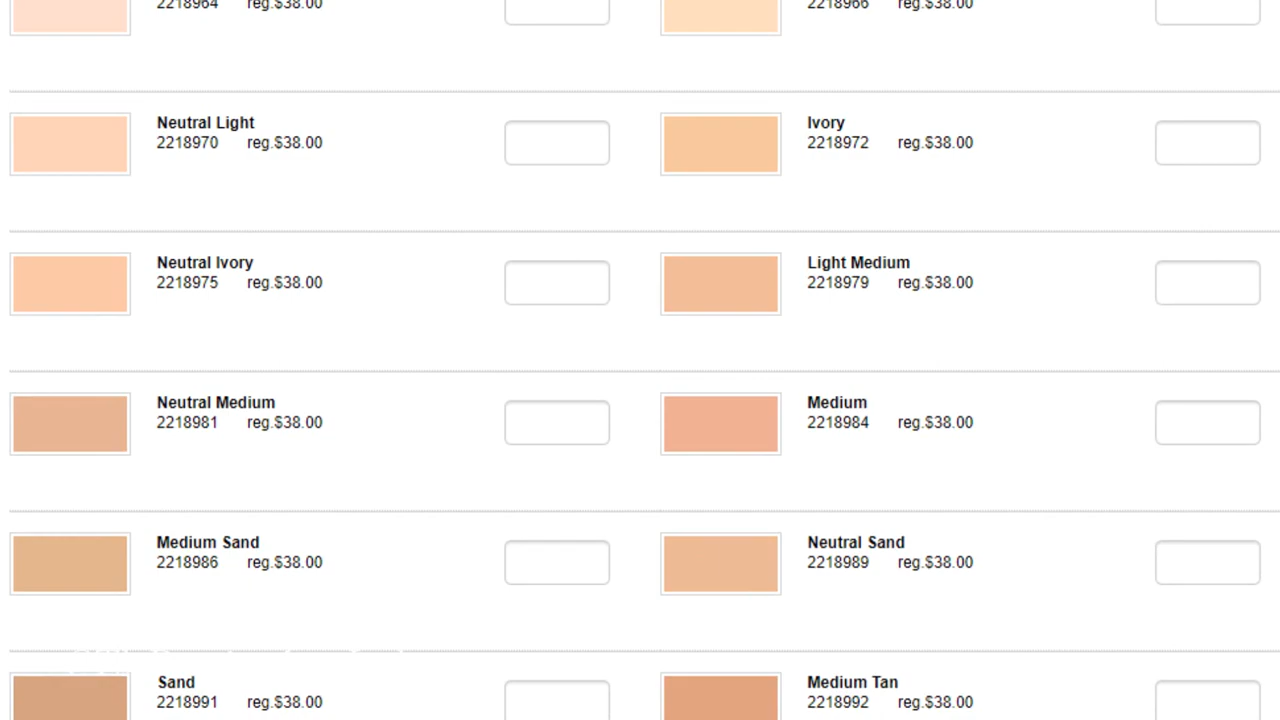 2218964 reg.$38.00
2218966 reg.$38.00
Neutral Light
2218970 reg.$38.00
Ivory
2218972 reg.$38.00
Neutral Ivory
2218975 reg.$38.00
Light Medium
2218979 reg.$38.00
Neutral Medium
2218981 reg.$38.00
Medium
2218984 reg.$38.00
Medium Sand
2218986 reg.$38.00
Neutral Sand
2218989 reg.$38.00
Sand
2218991 reg.$38.00
Medium Tan
2218992 reg.$38.00